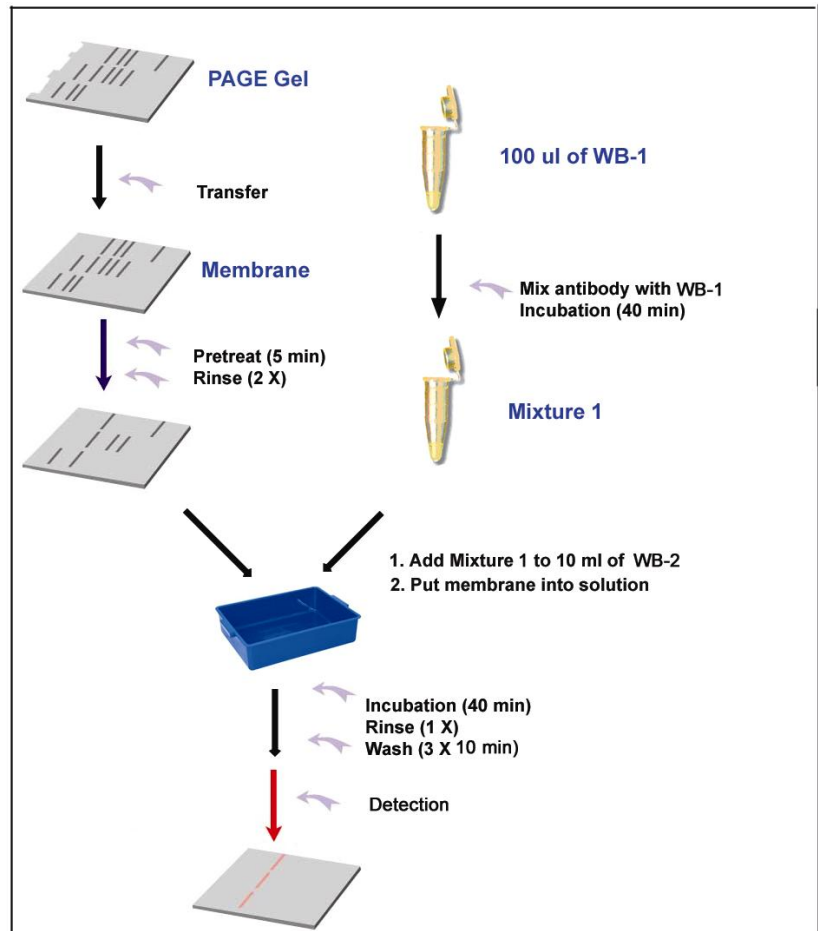 PAGE Gel
Transfer
Membrane
Pretreat (5 min)
Rinse (2 X)
100 ul of WB-1
Mix antibody with WB-1
Incubation (40 min)
Mixture 1
1. Add Mixture 1 to 10 ml of WB-2
2. Put membrane into solution
Incubation (40 min)
Rinse (1 X)
Wash (3 X 10 min)
Detection